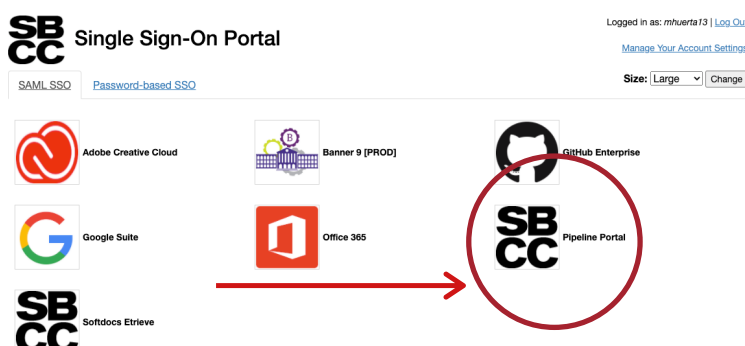 SBCC Single Sign-On Portal
Logged in as: mhuerta13 | Log Ou
Manage Your Account Settings
SAML SSO Password-based SSO
Size: Large Change
Adobe Creative Cloud
B
Banner 9 [PROD]
GitHub Enterprise
Google Suite
Office 365
SBCC
Pipeline Portal
SBCC
Softdocs Etrieve